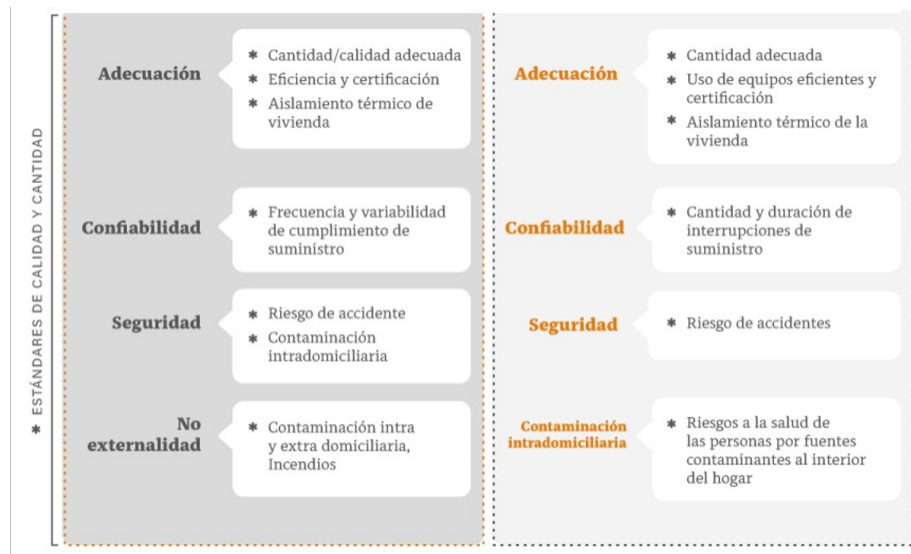 * ESTÁNDARES DE CALIDAD Y CANTIDAD
Adecuación
* Cantidad/calidad adecuada
* Eficiencia y certificación
* Aislamiento térmico de
vivienda
Confiabilidad
* Frecuencia y variabilidad
de cumplimiento de
suministro
Seguridad
* Riesgo de accidente
* Contaminación
intradomiciliaria
No
externalidad
* Contaminación intra
y extra domiciliaria,
Incendios
Adecuación
* Cantidad adecuada
* Uso de equipos eficientes y
certificación
* Aislamiento térmico de la
vivienda
Confiabilidad
* Cantidad y duración de
interrupciones de
suministro
Seguridad
* Riesgo de accidentes
Contaminación
intradomiciliaria
* Riesgos a la salud de
las personas por fuentes
contaminantes al interior
del hogar